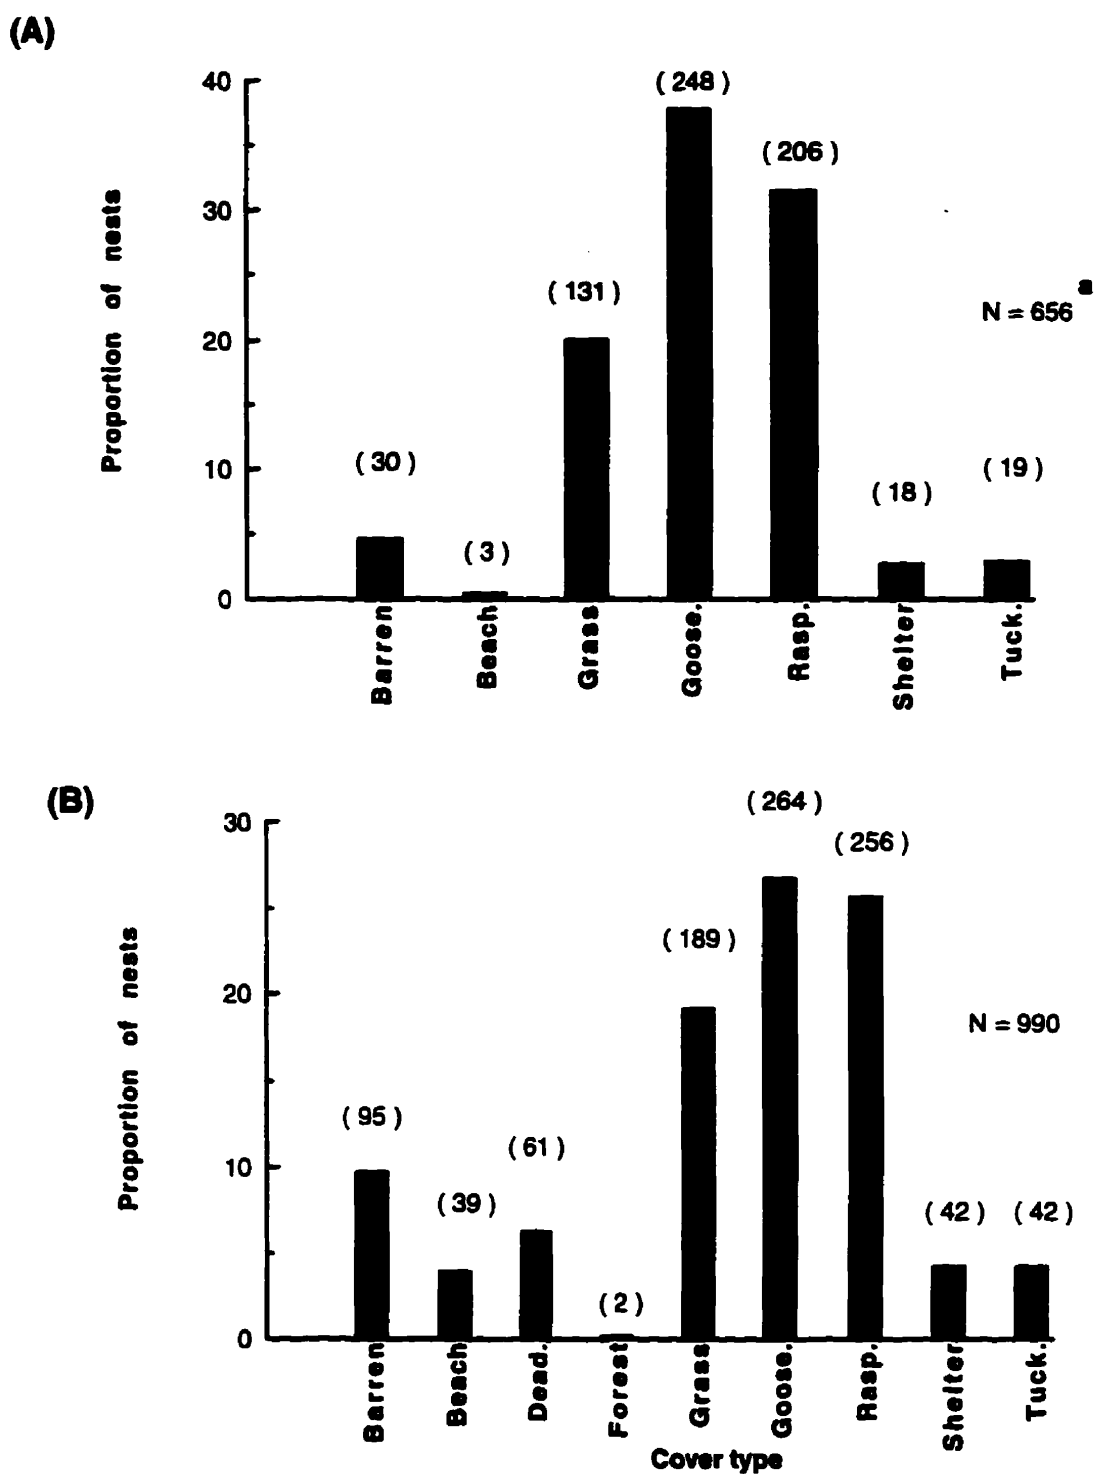 (A)
40
30
20
10
0
Proportion of nests
( 30 )
( 3 )
( 131 )
( 248 )
( 206 )
( 18 )
( 19 )
N = 656 a
Barren
Beach
Grass
Goose.
Rasp.
Shelter
Tuck.
(B)
30
20
10
0
Proportion of nests
( 95 )
( 39 )
( 61 )
( 2 )
( 189 )
( 264 )
( 256 )
( 42 )
( 42 )
N = 990
Barren
Beach
Dead.
Forest
Grass
Goose.
Rasp.
Shelter
Tuck.
Cover type